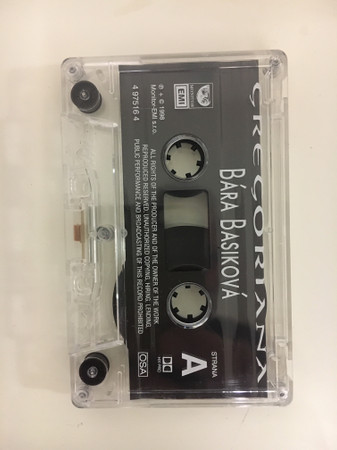 GREGORIANA
BÁRA BASIKOVÁ
EMI
STRANA
A
℗ + © 1998
Monitor-EMI s.r.o.
4 97516 4
ALL RIGHTS OF THE PRODUCER AND OF THE OWNER OF THE WORK
REPRODUCED RESERVED. UNAUTHORIZED COPYING, HIRING, LENDING,
PUBLIC PERFORMANCE AND BROADCASTING OF THIS RECORD PROHIBITED
OSA